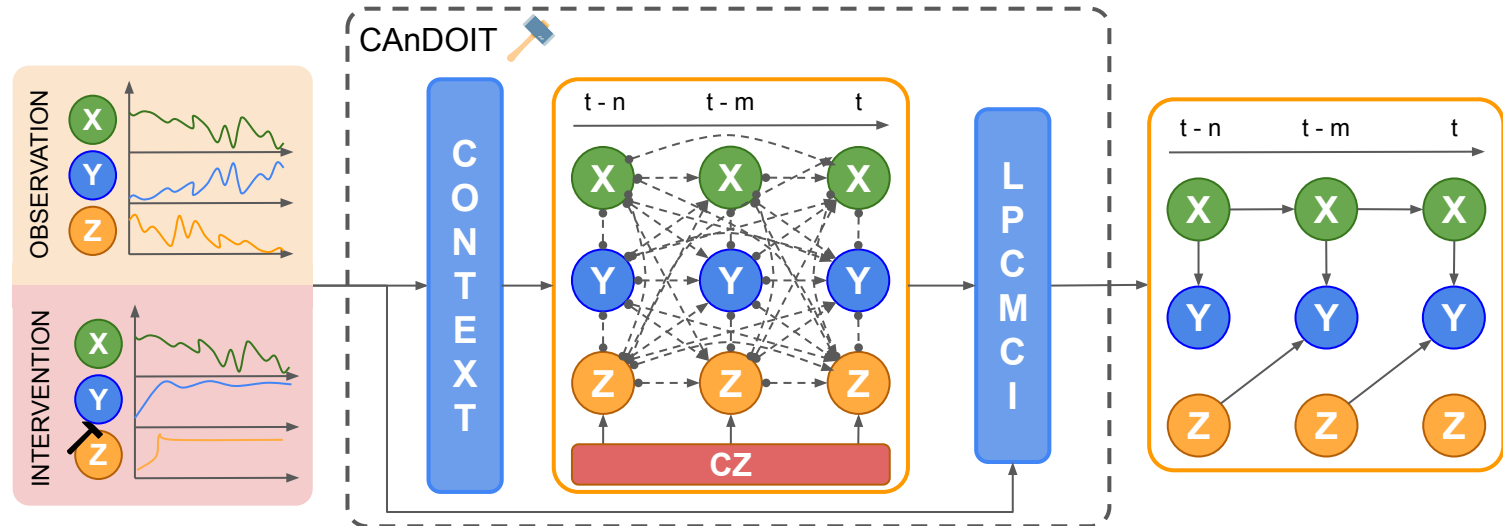 OBSERVATION
X
Y
Z
INTERVENTION
X
Y
Z
CAnDOIT
CONTEXT
t - n t - m t
X X X
Y Y Y
Z Z Z
CZ
LPCMCI
t - n t - m t
X X X
Y Y Y
Z Z Z